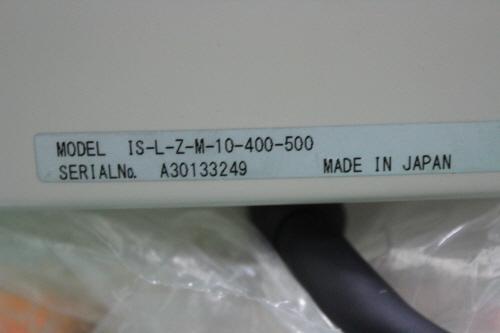 MODEL IS-L-Z-M-10-400-500
SERIALNo. A30133249 MADE IN JAPAN